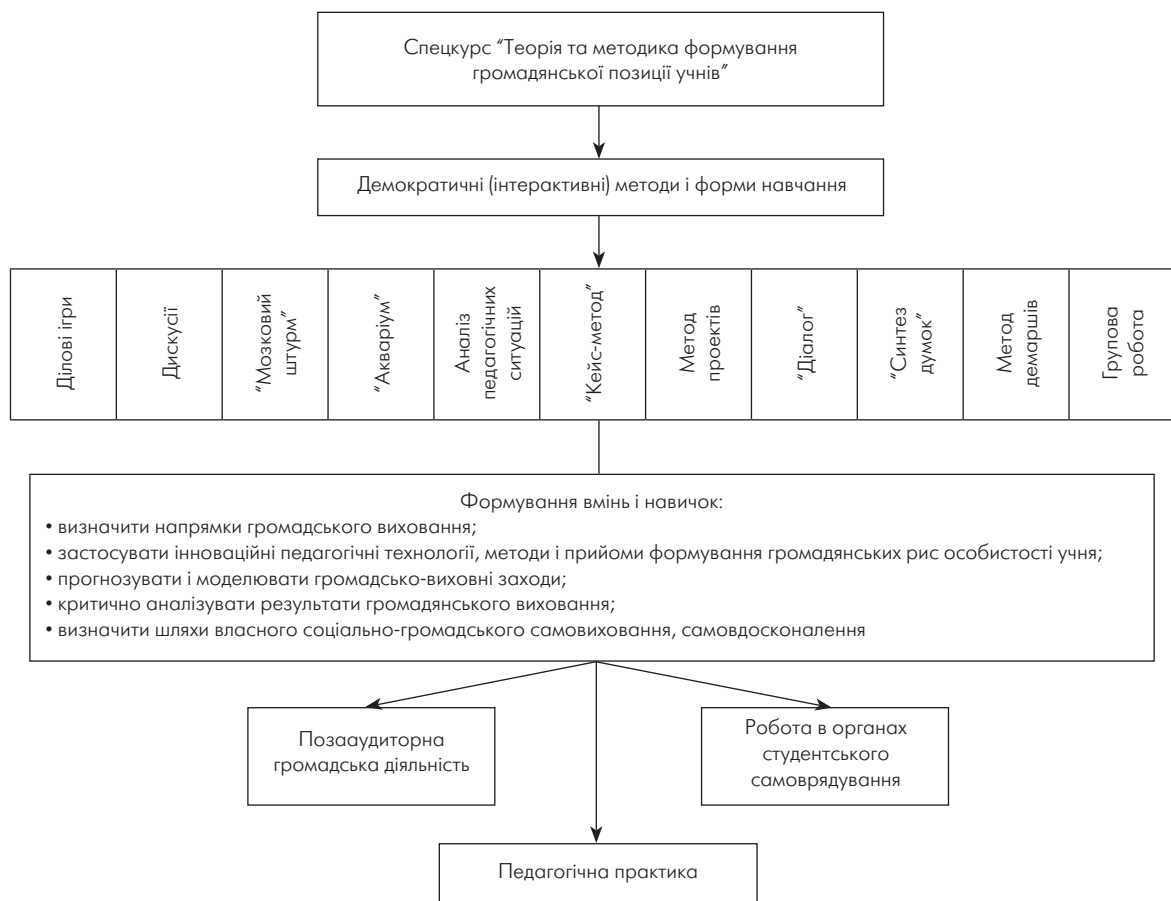 Спецкурс “Теорія та методика формування
громадянської позиції учнів”
Демократичні (інтерактивні) методи і форми навчання
Ділові ігри
Дискусії
“Мозковий
штурм”
“Акваріум”
Аналіз
педагогічних
ситуацій
“Кейс-метод”
Метод
проектів
“Діалог”
“Синтез
думок”
Метод
демаршів
Групова
робота
Формування вмінь і навичок:
• визначити напрямки громадського виховання;
• застосувати інноваційні педагогічні технології, методи і прийоми формування громадянських рис особистості учня;
• прогнозувати і моделювати громадсько-виховні заходи;
• критично аналізувати результати громадянського виховання;
• визначити шляхи власного соціально-громадського самовиховання, самовдосконалення
Позааудиторна
громадська діяльність
Робота в органах
студентського
самоврядування
Педагогічна практика